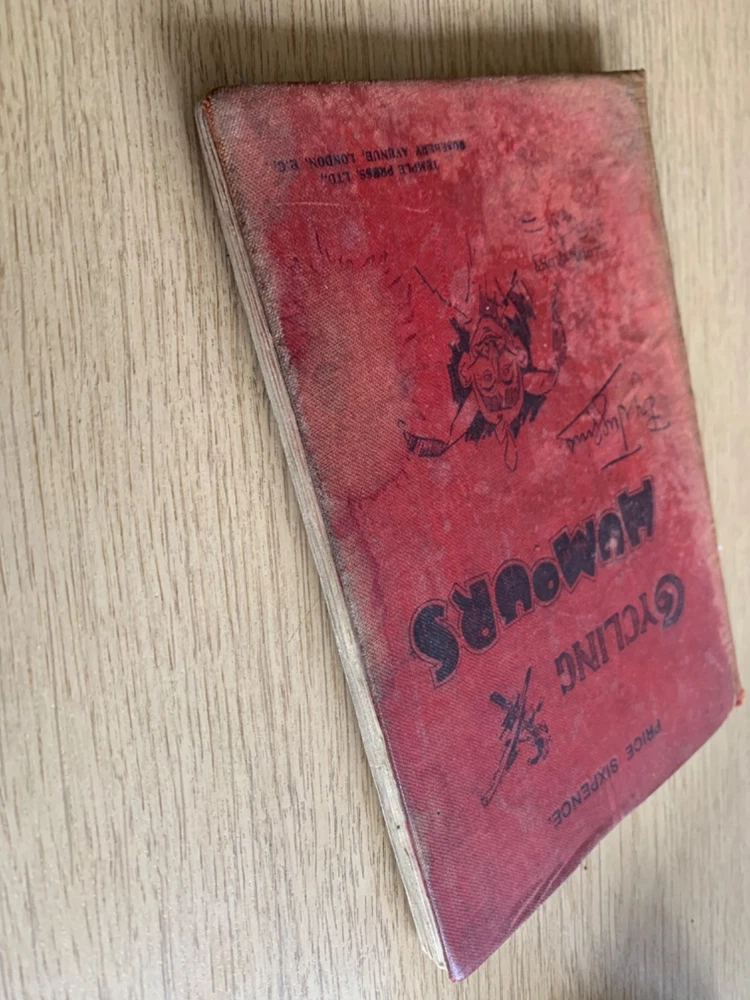 PRICE SIXPENCE.
CYCLING
HUMOURS
TEMPLE PRESS, LTD.,
ROSEBERY AVENUE, LONDON, E.C.